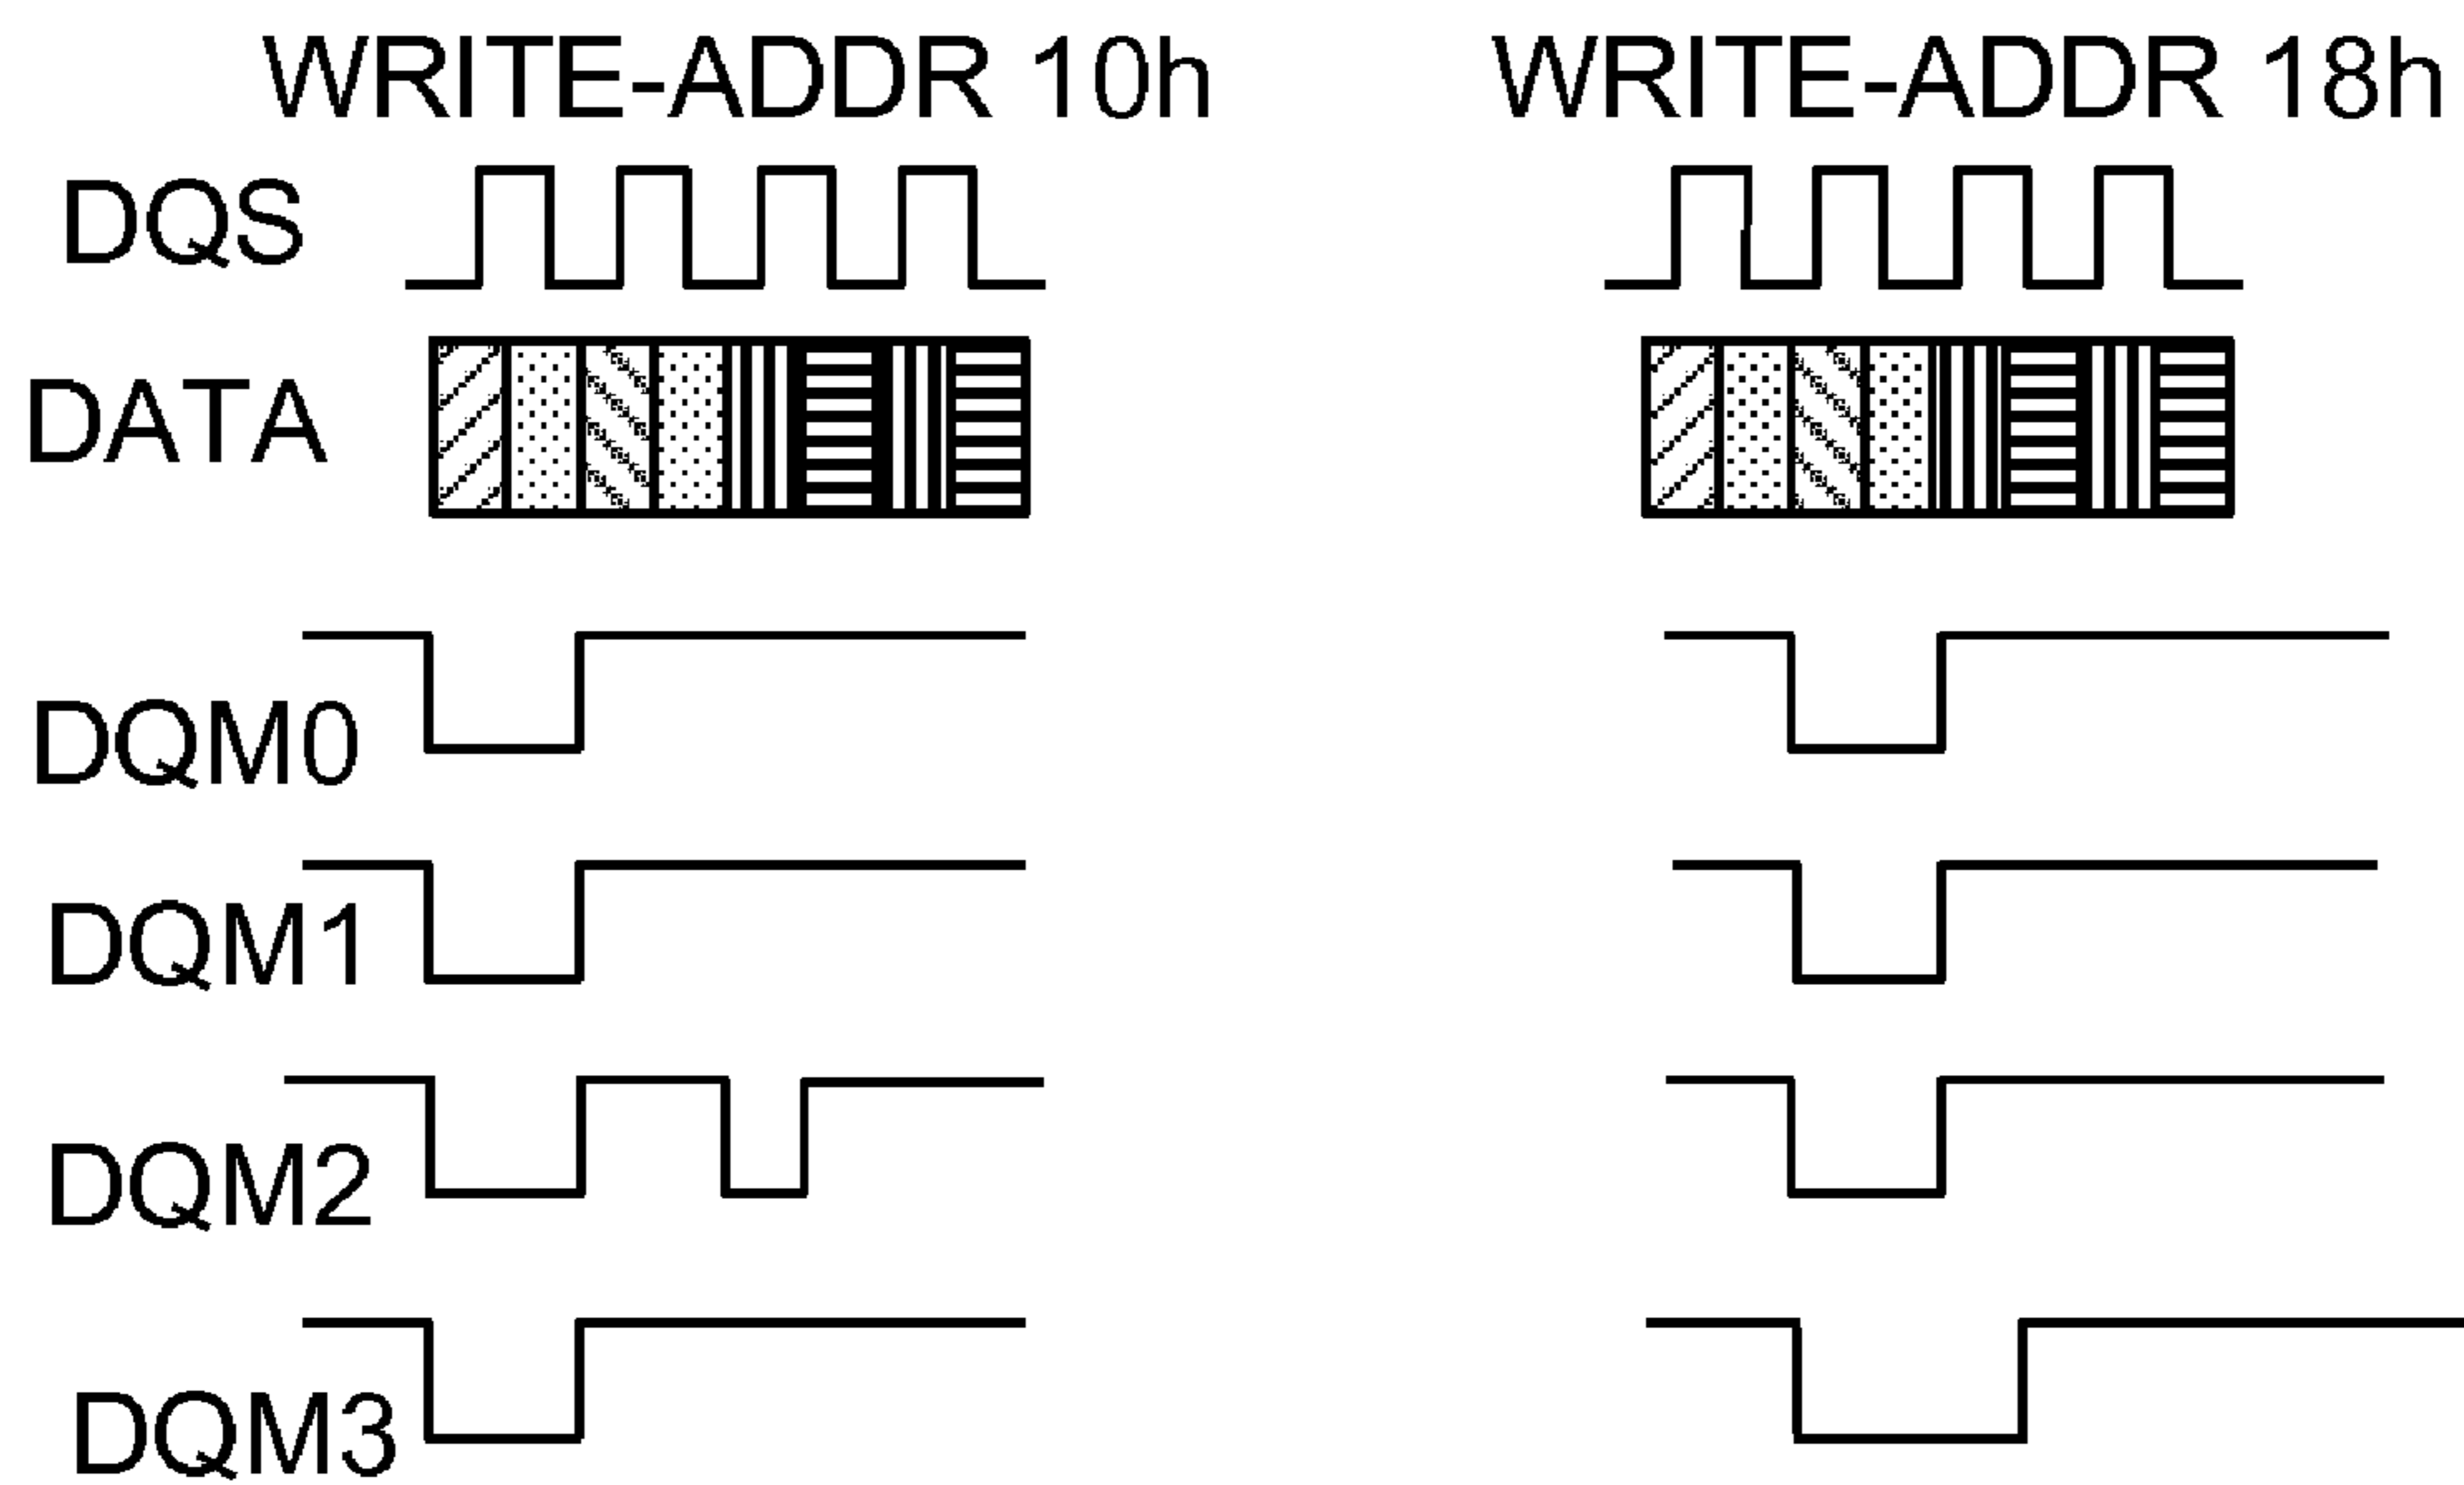 WRITE-ADDR 10h
WRITE-ADDR 18h
DQS
DATA
DQM0
DQM1
DQM2
DQM3